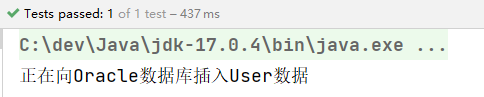 Tests passed: 1 of 1 test – 437 ms
C:\dev\Java\jdk-17.0.4\bin\java.exe ...
正在向Oracle数据库插入User数据